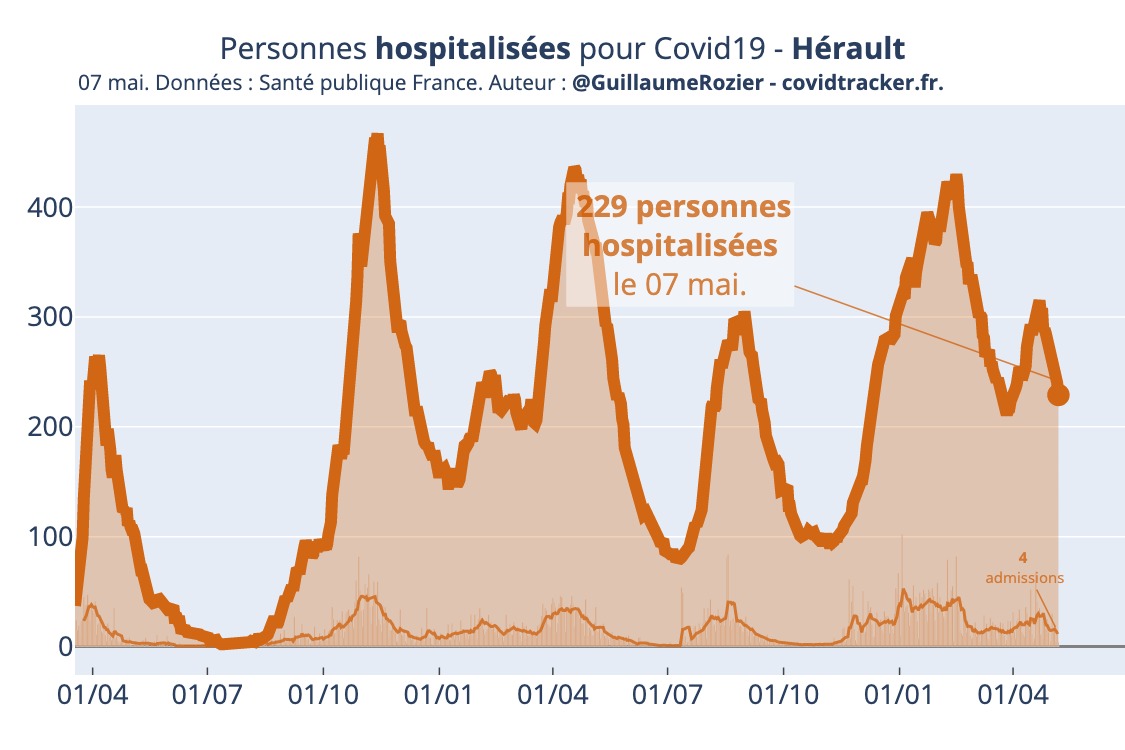 Personnes hospitalisées pour Covid19 - Hérault
07 mai. Données : Santé publique France. Auteur : @GuillaumeRozier - covidtracker.fr.
400
300
200
100
0
229 personnes
hospitalisées
le 07 mai.
4
admissions
01/04 01/07 01/10 01/01 01/04 01/07 01/10 01/01 01/04